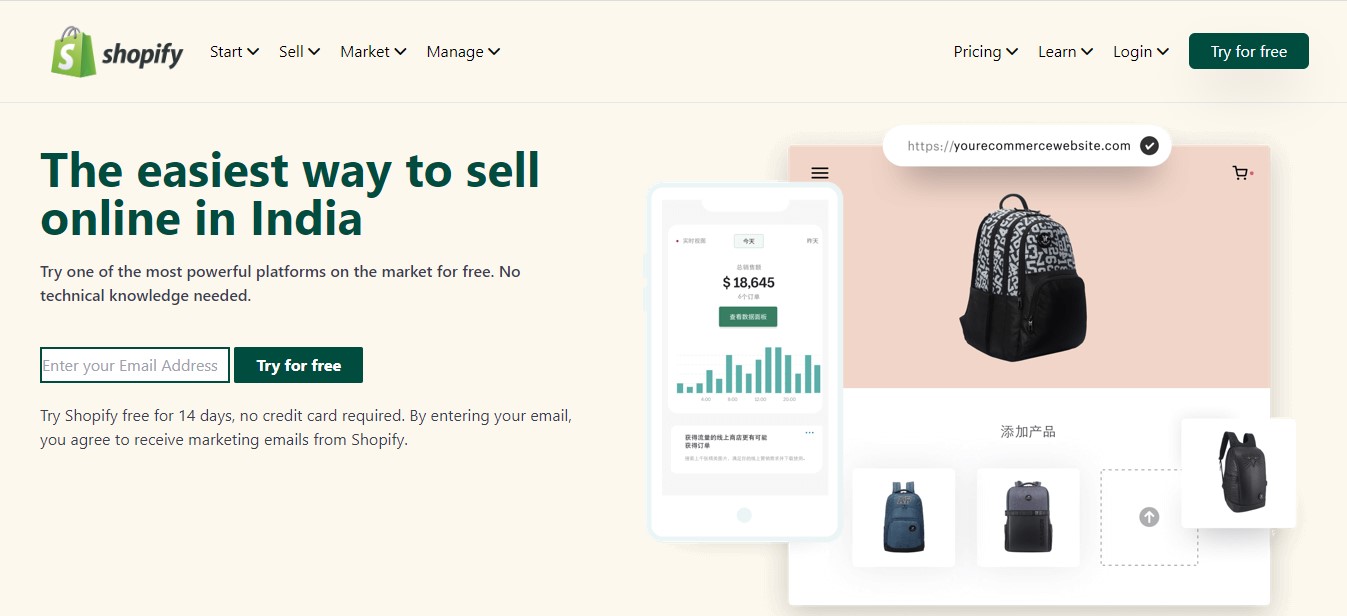 shopify
Start
Sell
Market
Manage
Pricing
Learn
Login
Try for free
The easiest way to sell
online in India
Try one of the most powerful platforms on the market for free. No
technical knowledge needed.
Enter your Email Address
Try for free
Try Shopify free for 14 days, no credit card required. By entering your email,
you agree to receive marketing emails from Shopify.
https://yourecommercewebsite.com
实时视图
今天
昨天
总销售额
$ 18,645
6个订单
查看数据面板
4:00 8:00 12:00 20:00
获得流量的线上商店更有可能
获得订单
添加产品